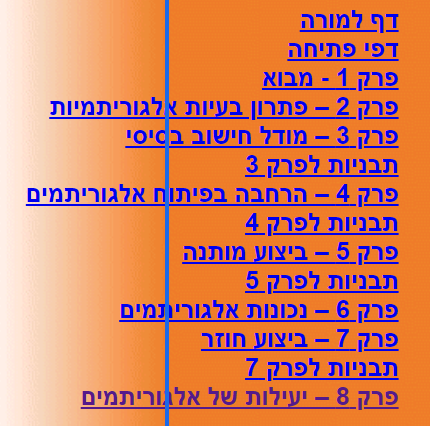 דף למורה
דפי פתיחה
פרק 1 - מבוא
פרק 2 – פתרון בעיות אלגוריתמיות
פרק 3 – מודל חישוב בסיסי
תבניות לפרק 3
פרק 4 – הרחבה בפיתוח אלגוריתמים
תבניות לפרק 4
פרק 5 – ביצוע מותנה
תבניות לפרק 5
פרק 6 – נכונות אלגוריתמים
פרק 7 – ביצוע חוזר
תבניות לפרק 7
פרק 8 – יעילות של אלגוריתמים